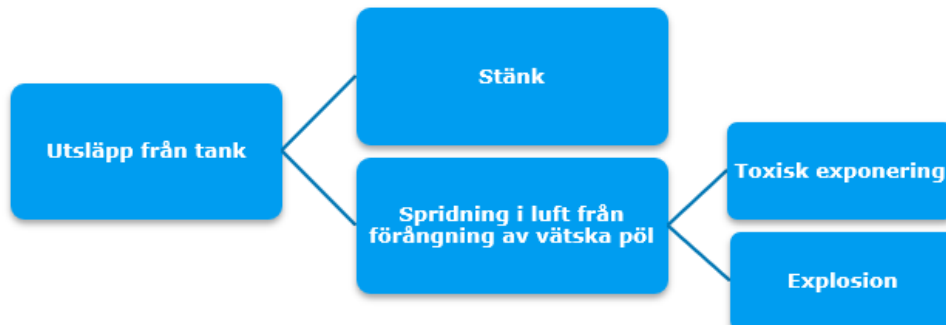 Utsläpp från tank
Stänk
Spridning i luft från
förångning av vätska pöl
Toxisk exponering
Explosion